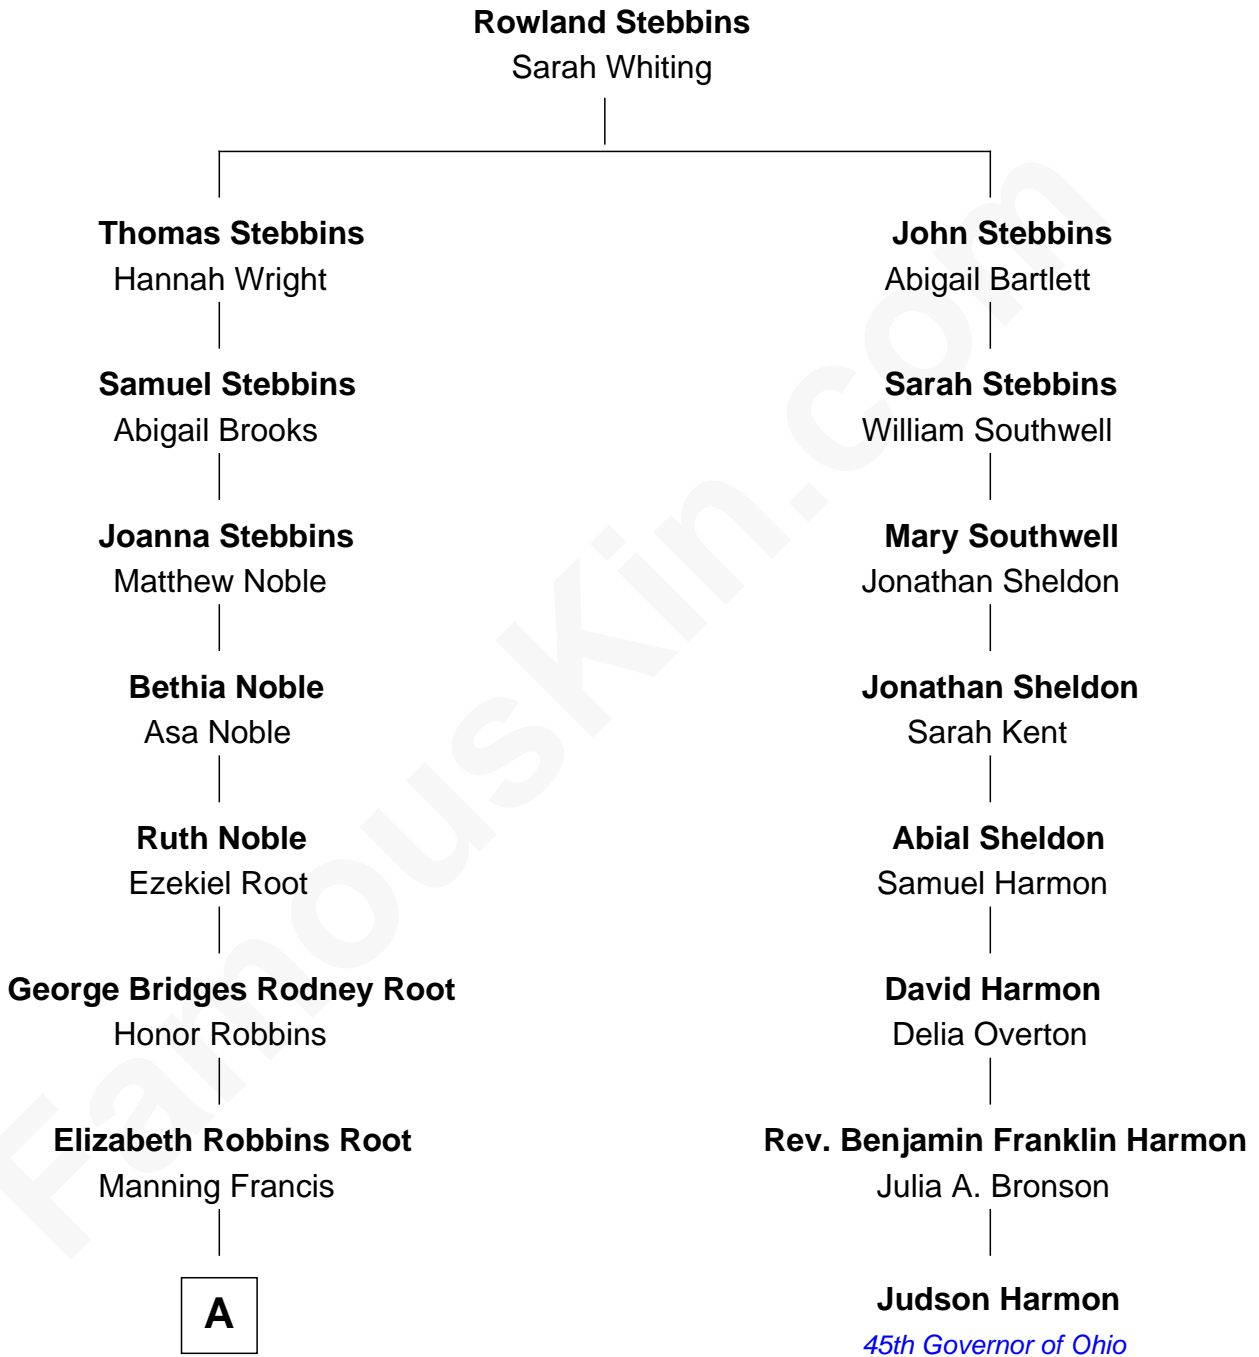 Rowland Stebbins
Sarah Whiting
Thomas Stebbins
Hannah Wright
John Stebbins
Abigail Bartlett
Samuel Stebbins
Abigail Brooks
Sarah Stebbins
William Southwell
Joanna Stebbins
Matthew Noble
Mary Southwell
Jonathan Sheldon
Bethia Noble
Asa Noble
Jonathan Sheldon
Sarah Kent
Ruth Noble
Ezekiel Root
Abial Sheldon
Samuel Harmon
George Bridges Rodney Root
Honor Robbins
David Harmon
Delia Overton
Elizabeth Robbins Root
Manning Francis
Rev. Benjamin Franklin Harmon
Julia A. Bronson
A
Judson Harmon
45th Governor of Ohio
FamousKin.com